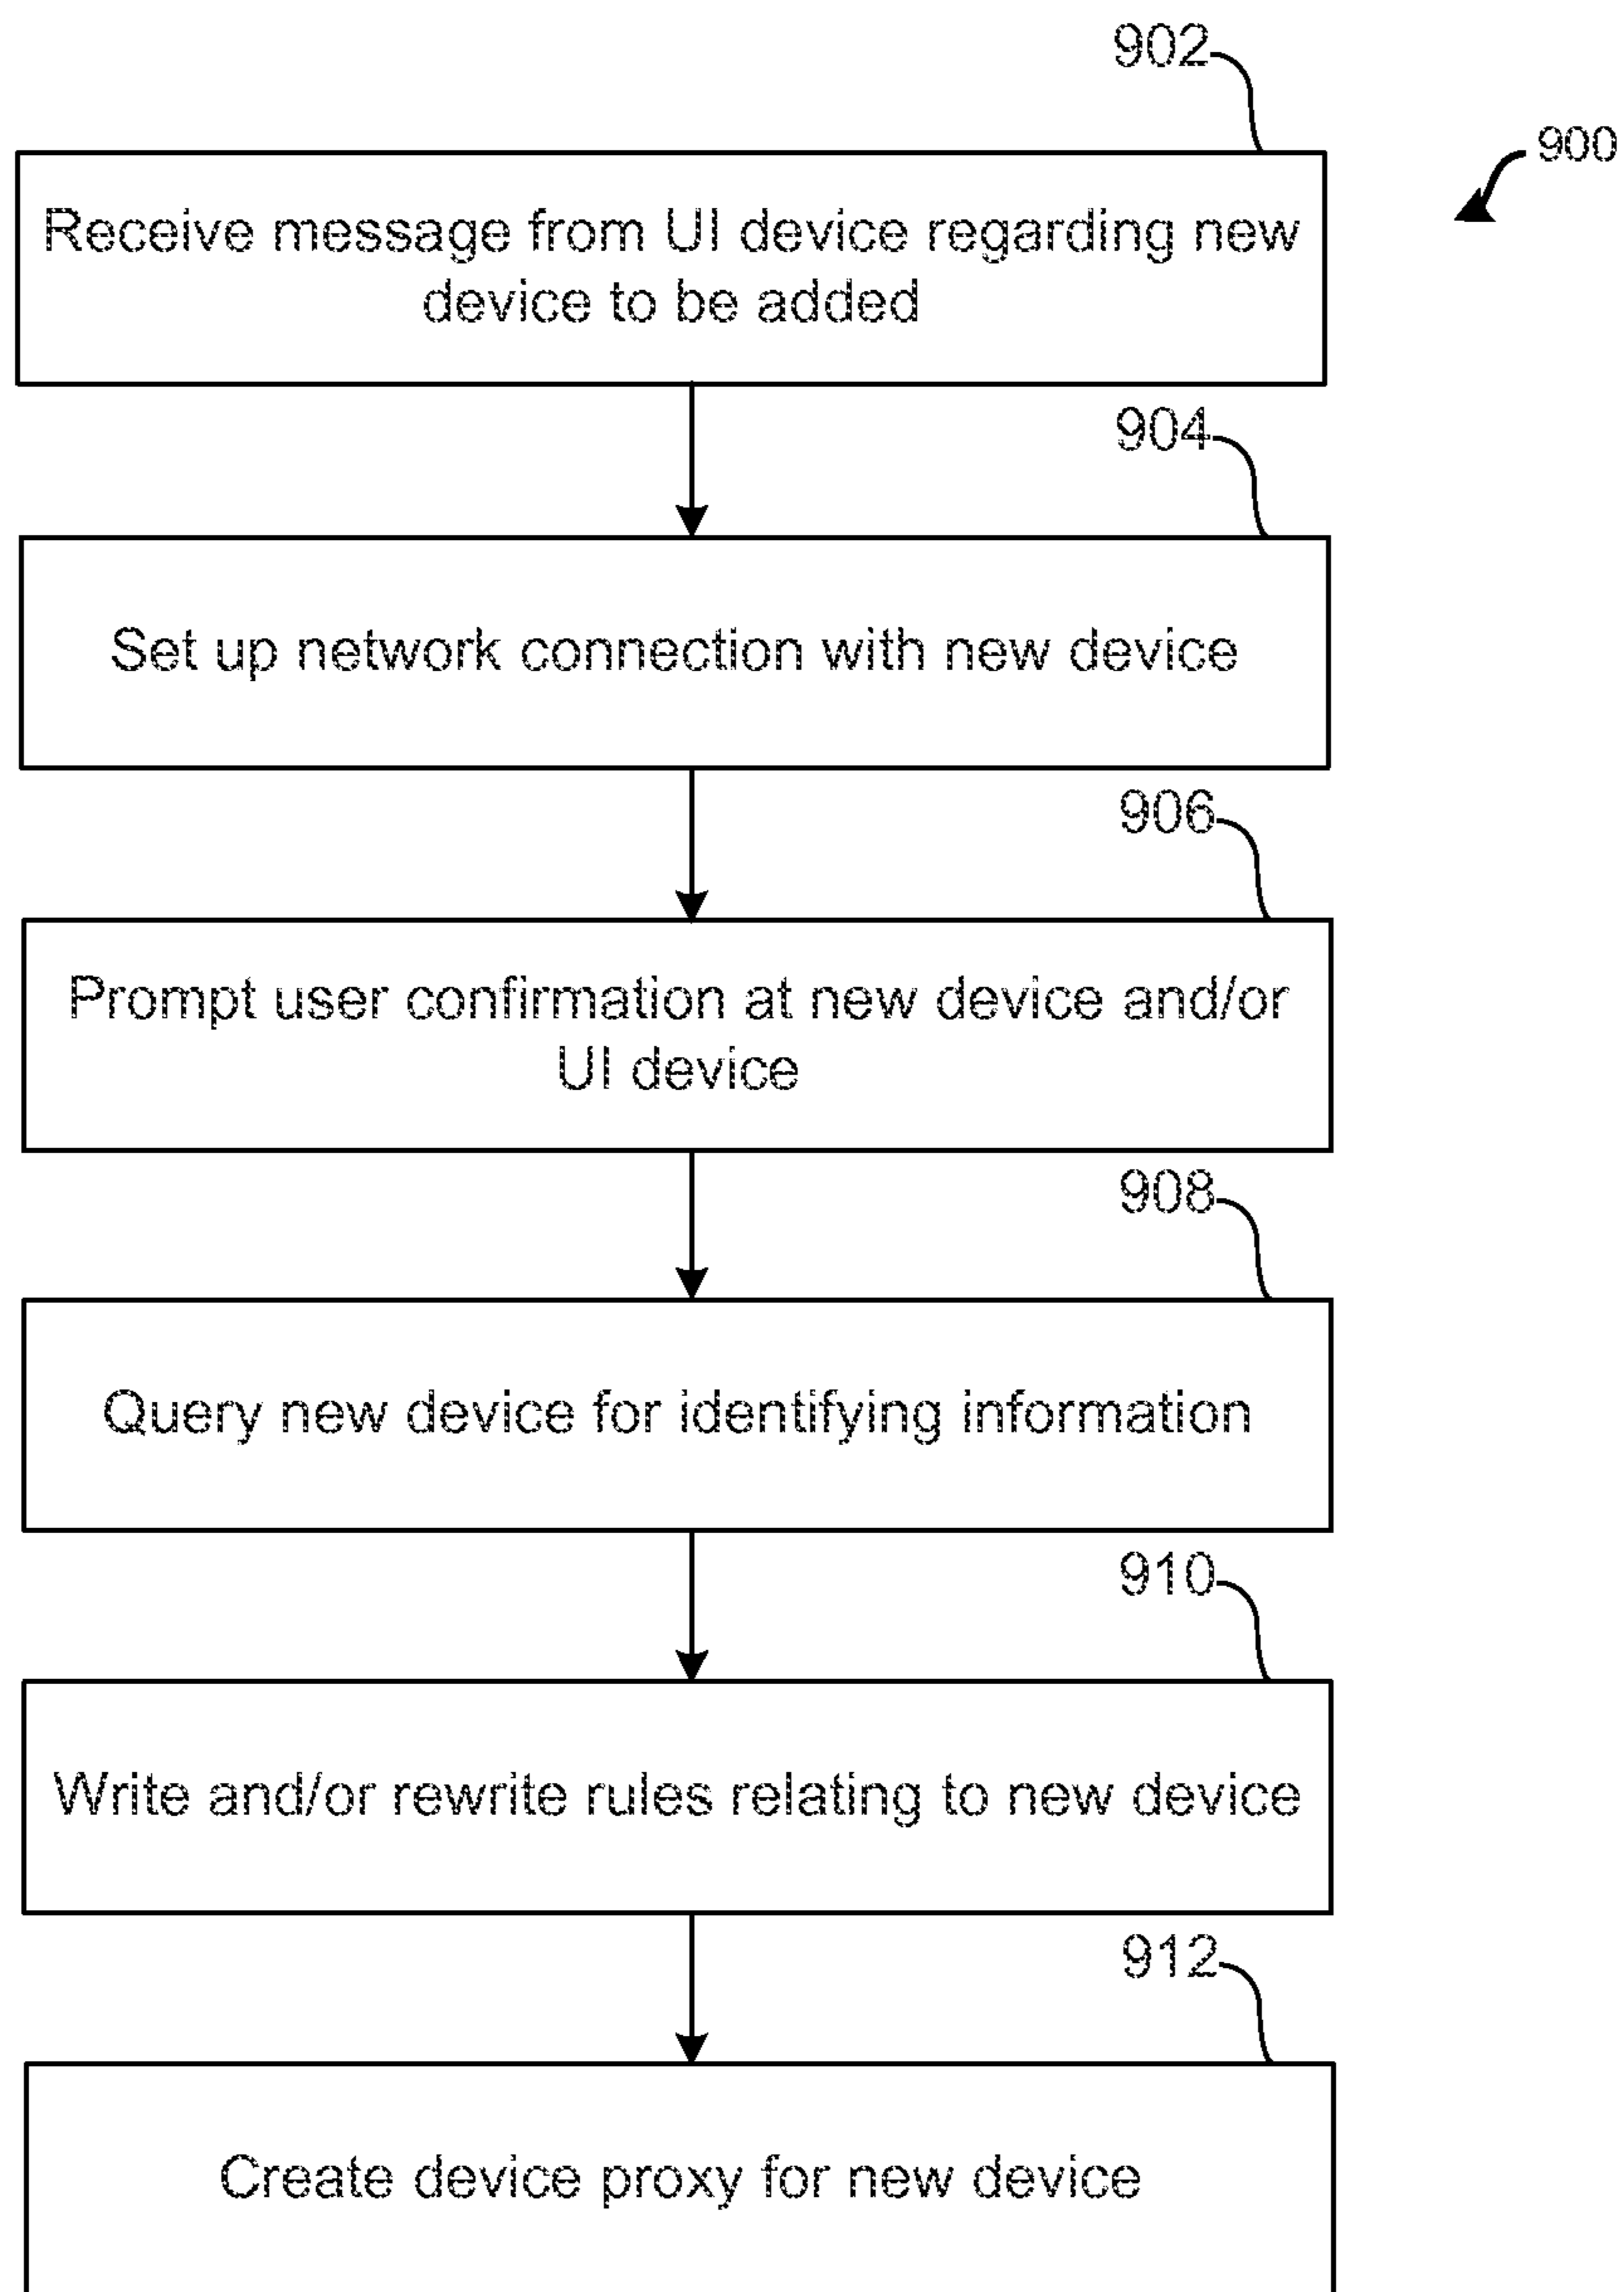 902
900
Receive message from UI device regarding new
device to be added
904
Set up network connection with new device
906
Prompt user confirmation at new device and/or
UI device
908
Query new device for identifying information
910
Write and/or rewrite rules relating to new device
912
Create device proxy for new device